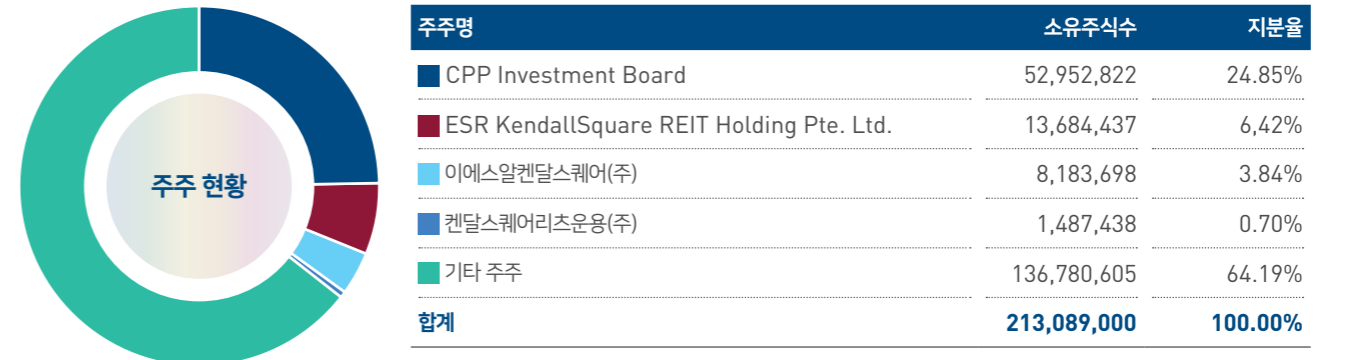 주주 현황
주주명 소유주식수 지분율
CPP Investment Board 52,952,822 24.85%
ESR KendallSquare REIT Holding Pte. Ltd. 13,684,437 6,42%
이에스알켄달스퀘어(주) 8,183,698 3.84%
켄달스퀘어리츠운용(주) 1,487,438 0.70%
기타 주주 136,780,605 64.19%
합계 213,089,000 100.00%